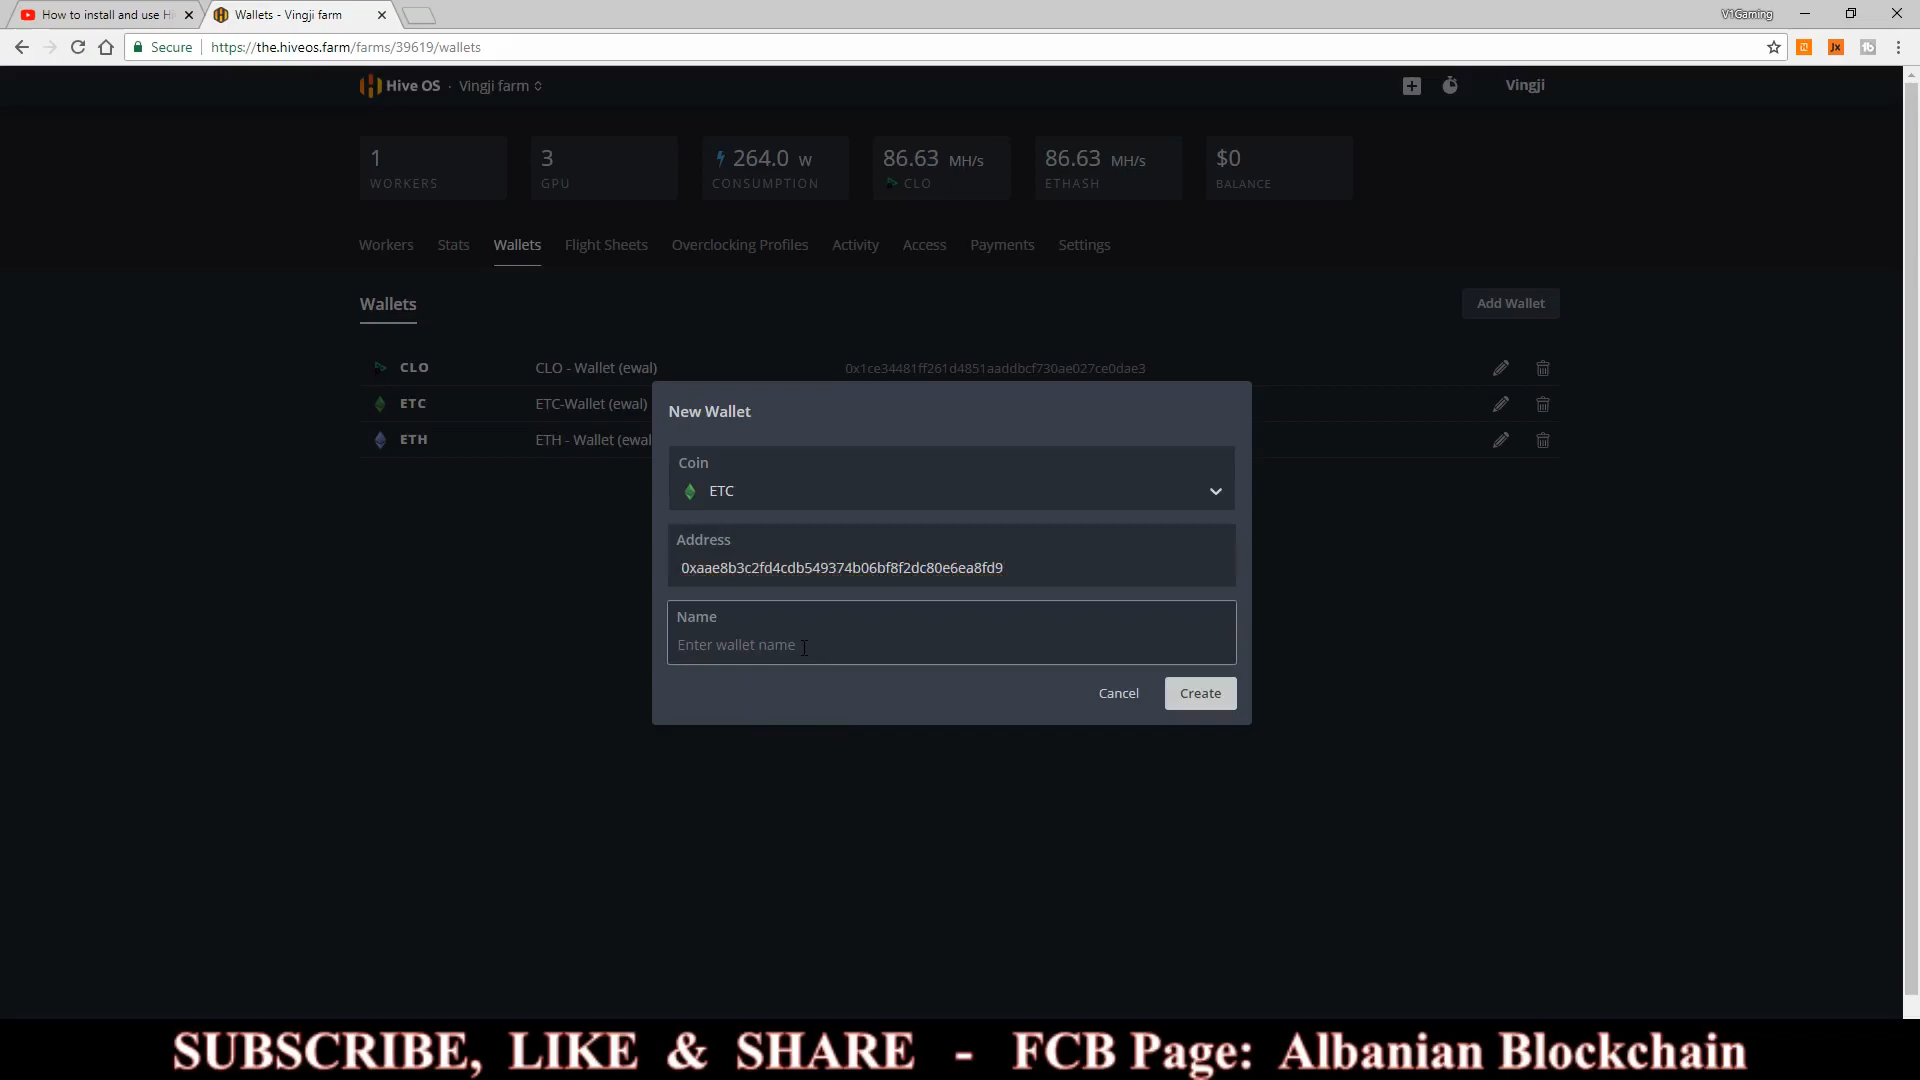 How to install and use Hi
Wallets - Vingji farm
V1Gaming
Secure
https://the.hiveos.farm/farms/39619/wallets
Hive OS · Vingji farm
Vingji
1
WORKERS
3
GPU
264.0 W
CONSUMPTION
86.63 MH/s
CLO
86.63 MH/s
ETHASH
$0
BALANCE
Workers Stats Wallets Flight Sheets Overclocking Profiles Activity Access Payments Settings
Wallets
Add Wallet
CLO CLO - Wallet (ewal) 0x1ce34481ff261d4851aaddbcf730ae027ce0dae3
ETC ETC-Wallet (ewal)
ETH ETH - Wallet (ewal
New Wallet
Coin
ETC
Address
0xaae8b3c2fd4cdb549374b06bf8f2dc80e6ea8fd9
Name
Enter wallet name
Cancel
Create
SUBSCRIBE, LIKE & SHARE - FCB Page: Albanian Blockchain